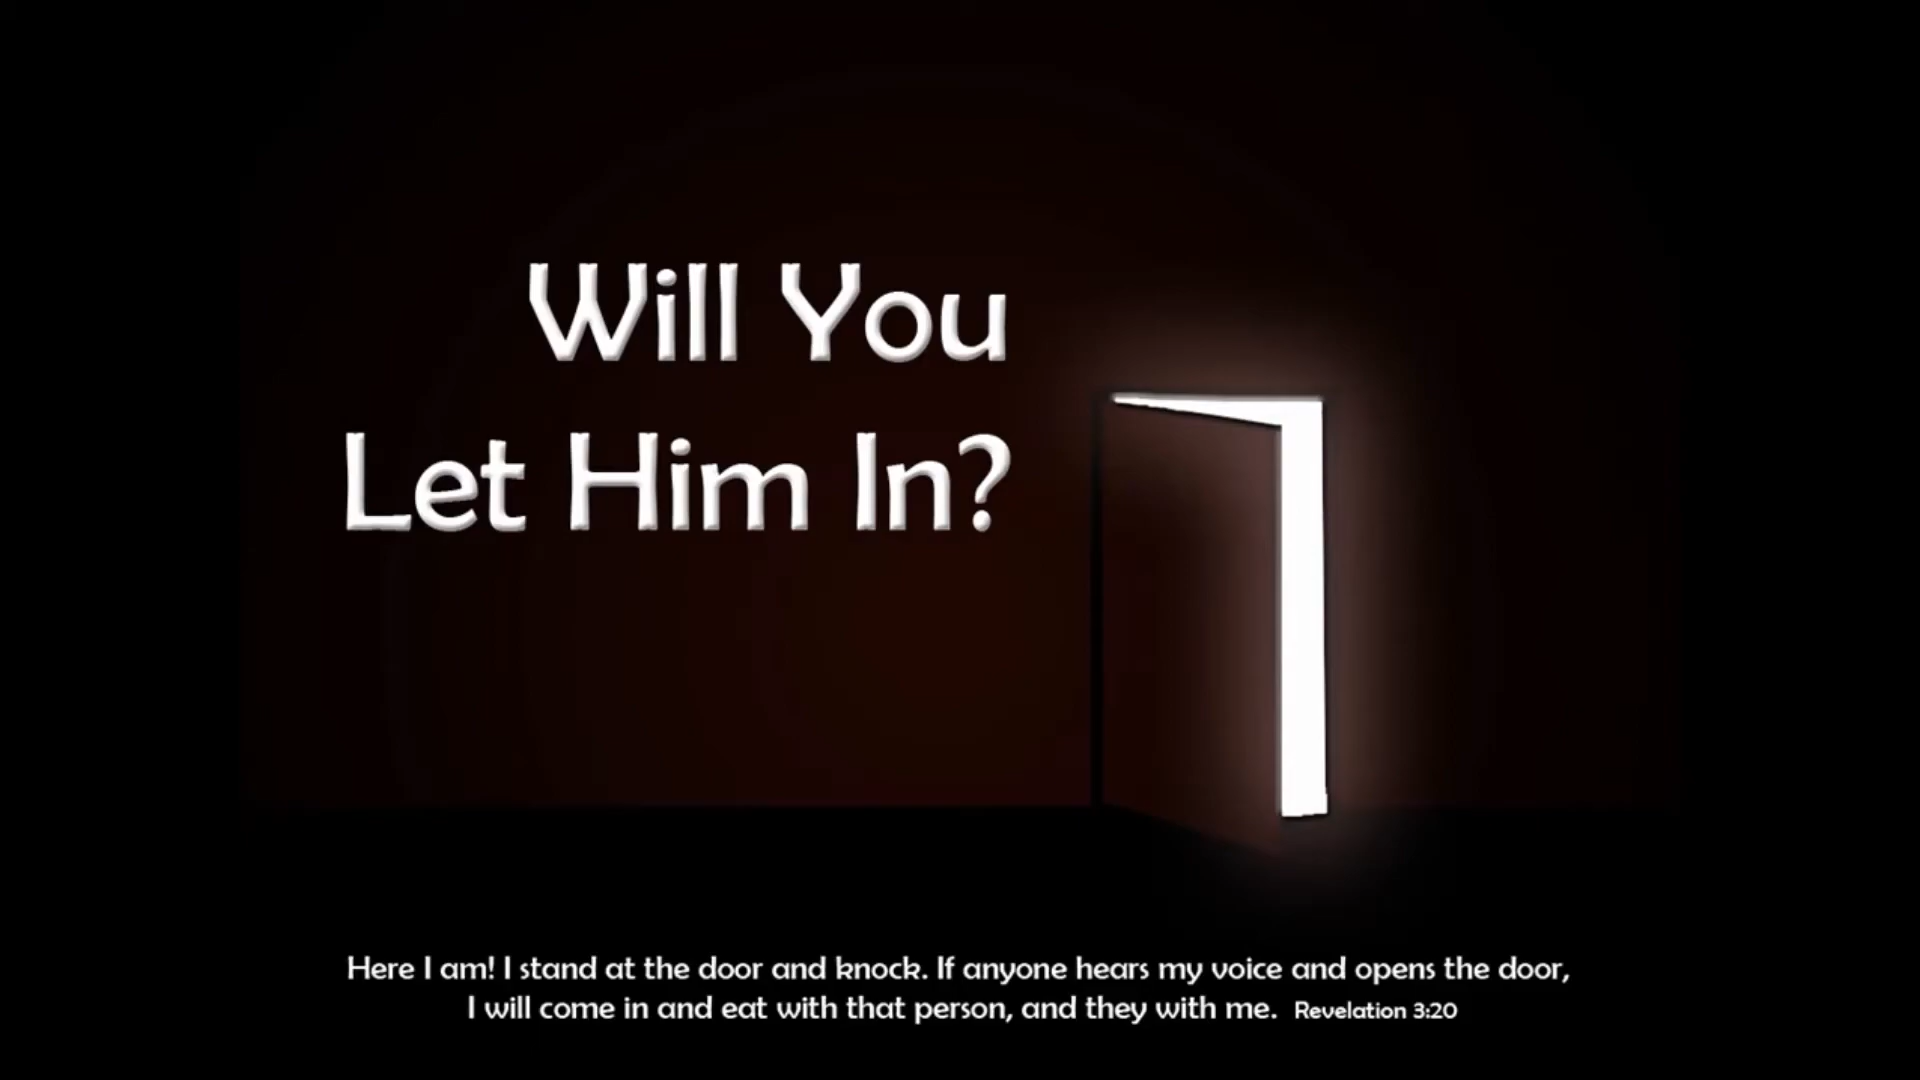 Will You
Let Him In?
Here I am! I stand at the door and knock. If anyone hears my voice and opens the door,
I will come in and eat with that person, and they with me. Revelation 3:20